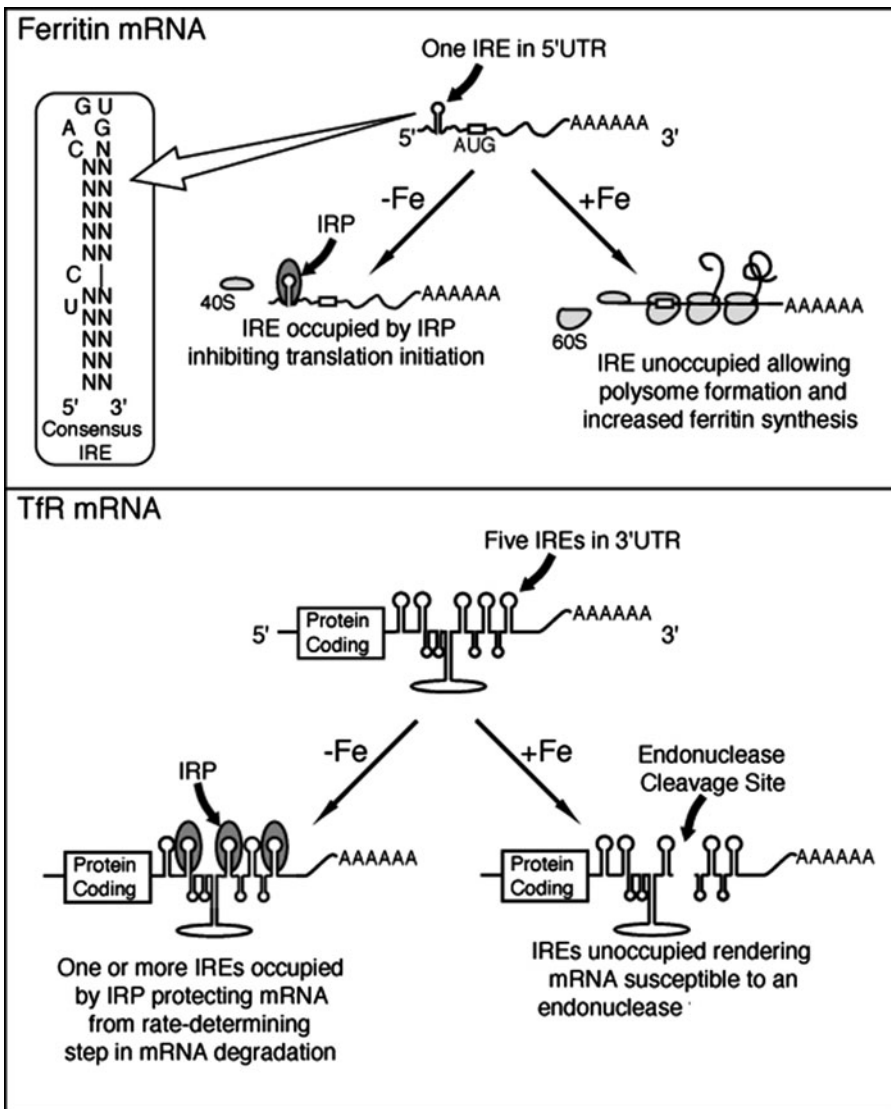 Ferritin mRNA
One IRE in 5'UTR
G U
A G
C N
NN
NN
NN
NN
NN
C
U NN
NN
NN
NN
NN
5' 3'
Consensus
IRE
5' AUG AAAAAA 3'
-Fe
+Fe
IRP
40S
AAAAAA
IRE occupied by IRP
inhibiting translation initiation
60S
AAAAAA
IRE unoccupied allowing
polysome formation and
increased ferritin synthesis
TfR mRNA
Five IREs in 3'UTR
5' Protein AAAAAA 3'
Coding
-Fe
+Fe
IRP
Protein AAAAAA
Coding
One or more IREs occupied
by IRP protecting mRNA
from rate-determining
step in mRNA degradation
Endonuclease
Cleavage Site
Protein AAAAAA
Coding
IREs unoccupied rendering
mRNA susceptible to an
endonuclease